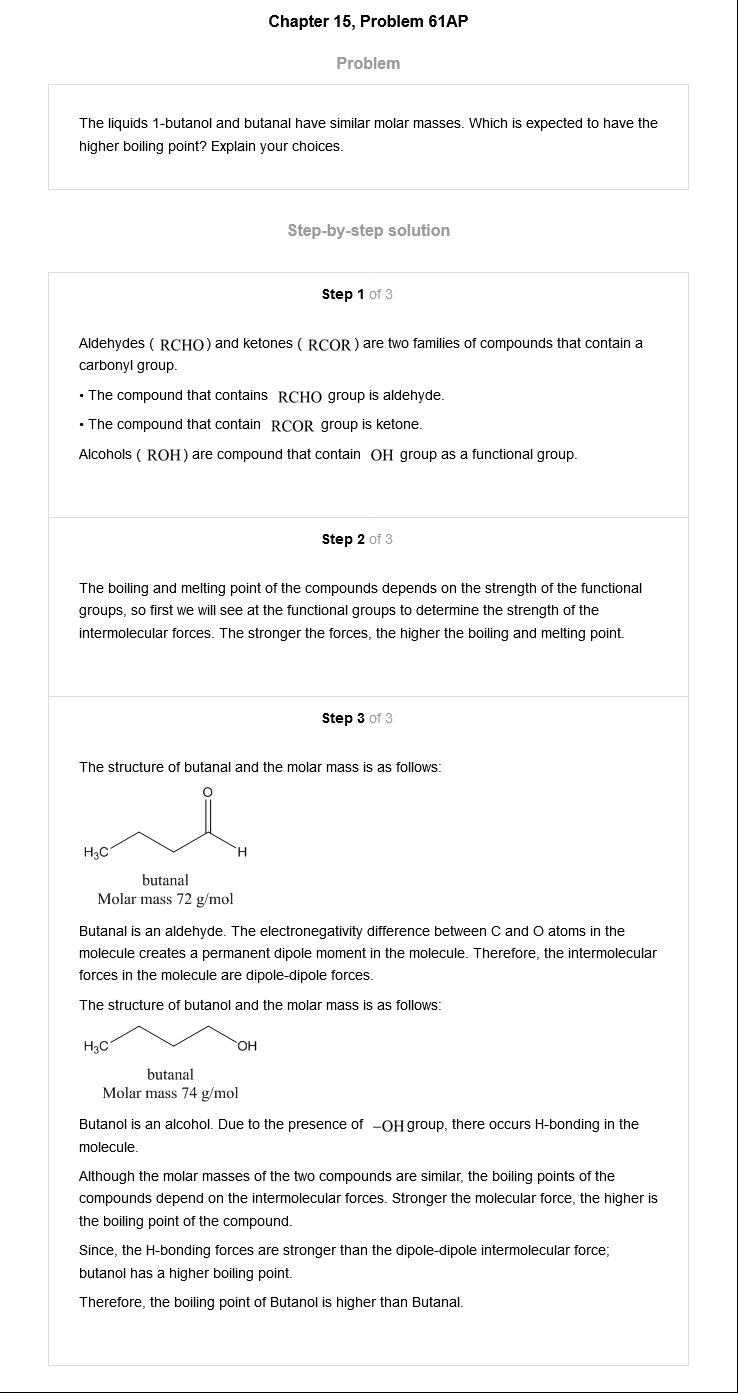 Chapter 15, Problem 61AP
Problem
The liquids 1-butanol and butanal have similar molar masses. Which is expected to have the
higher boiling point? Explain your choices.
Step-by-step solution
Step 1 of 3
Aldehydes ( RCHO) and ketones ( RCOR ) are two families of compounds that contain a
carbonyl group.
• The compound that contains RCHO group is aldehyde.
• The compound that contain RCOR group is ketone.
Alcohols ( ROH) are compound that contain OH group as a functional group.
Step 2 of 3
The boiling and melting point of the compounds depends on the strength of the functional
groups, so first we will see at the functional groups to determine the strength of the
intermolecular forces. The stronger the forces, the higher the boiling and melting point.
Step 3 of 3
The structure of butanal and the molar mass is as follows:
O
H₃C H
butanal
Molar mass 72 g/mol
Butanal is an aldehyde. The electronegativity difference between C and O atoms in the
molecule creates a permanent dipole moment in the molecule. Therefore, the intermolecular
forces in the molecule are dipole-dipole forces.
The structure of butanol and the molar mass is as follows:
H₃C OH
butanal
Molar mass 74 g/mol
Butanol is an alcohol. Due to the presence of –OH group, there occurs H-bonding in the
molecule.
Although the molar masses of the two compounds are similar, the boiling points of the
compounds depend on the intermolecular forces. Stronger the molecular force, the higher is
the boiling point of the compound.
Since, the H-bonding forces are stronger than the dipole-dipole intermolecular force;
butanol has a higher boiling point.
Therefore, the boiling point of Butanol is higher than Butanal.